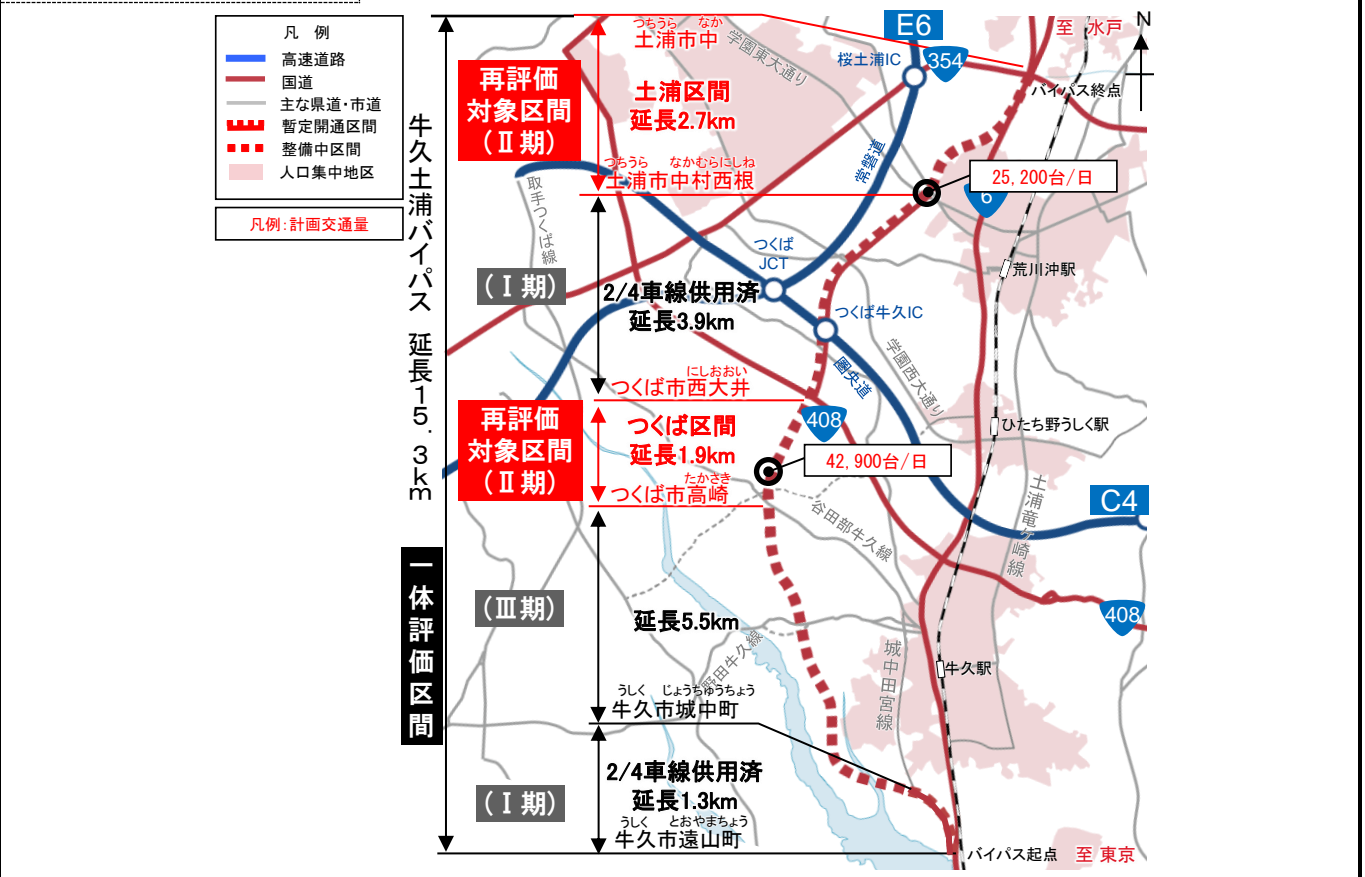 凡 例
高速道路
国道
主な県道・市道
暫定開通区間
整備中区間
人口集中地区
凡例：計画交通量
牛久土浦バイパス 延長15.3km
一体評価区間
再評価
対象区間
（Ⅱ期）
つちうら なか
土浦市中
土浦区間
延長2.7km
つちうら なかむらにしね
土浦市中村西根
（Ⅰ期）
2/4車線供用済
延長3.9km
にしおおい
つくば市西大井
再評価
対象区間
（Ⅱ期）
つくば区間
延長1.9km
たかさき
つくば市高崎
（Ⅲ期）
延長5.5km
うしく じょうちゅうちょう
牛久市城中町
（Ⅰ期）
2/4車線供用済
延長1.3km
うしく とおやまちょう
牛久市遠山町
E6
至 水戸
N
学園東大通り
桜土浦IC
354
バイパス終点
常磐道
25,200台/日
6
取手つくば線
つくば
JCT
荒川沖駅
つくば牛久IC
圏央道
学園西大通り
408
ひたち野うしく駅
42,900台/日
土浦竜ケ崎線
C4
谷田部牛久線
408
野田牛久線
城中田宮線
牛久駅
バイパス起点
至 東京